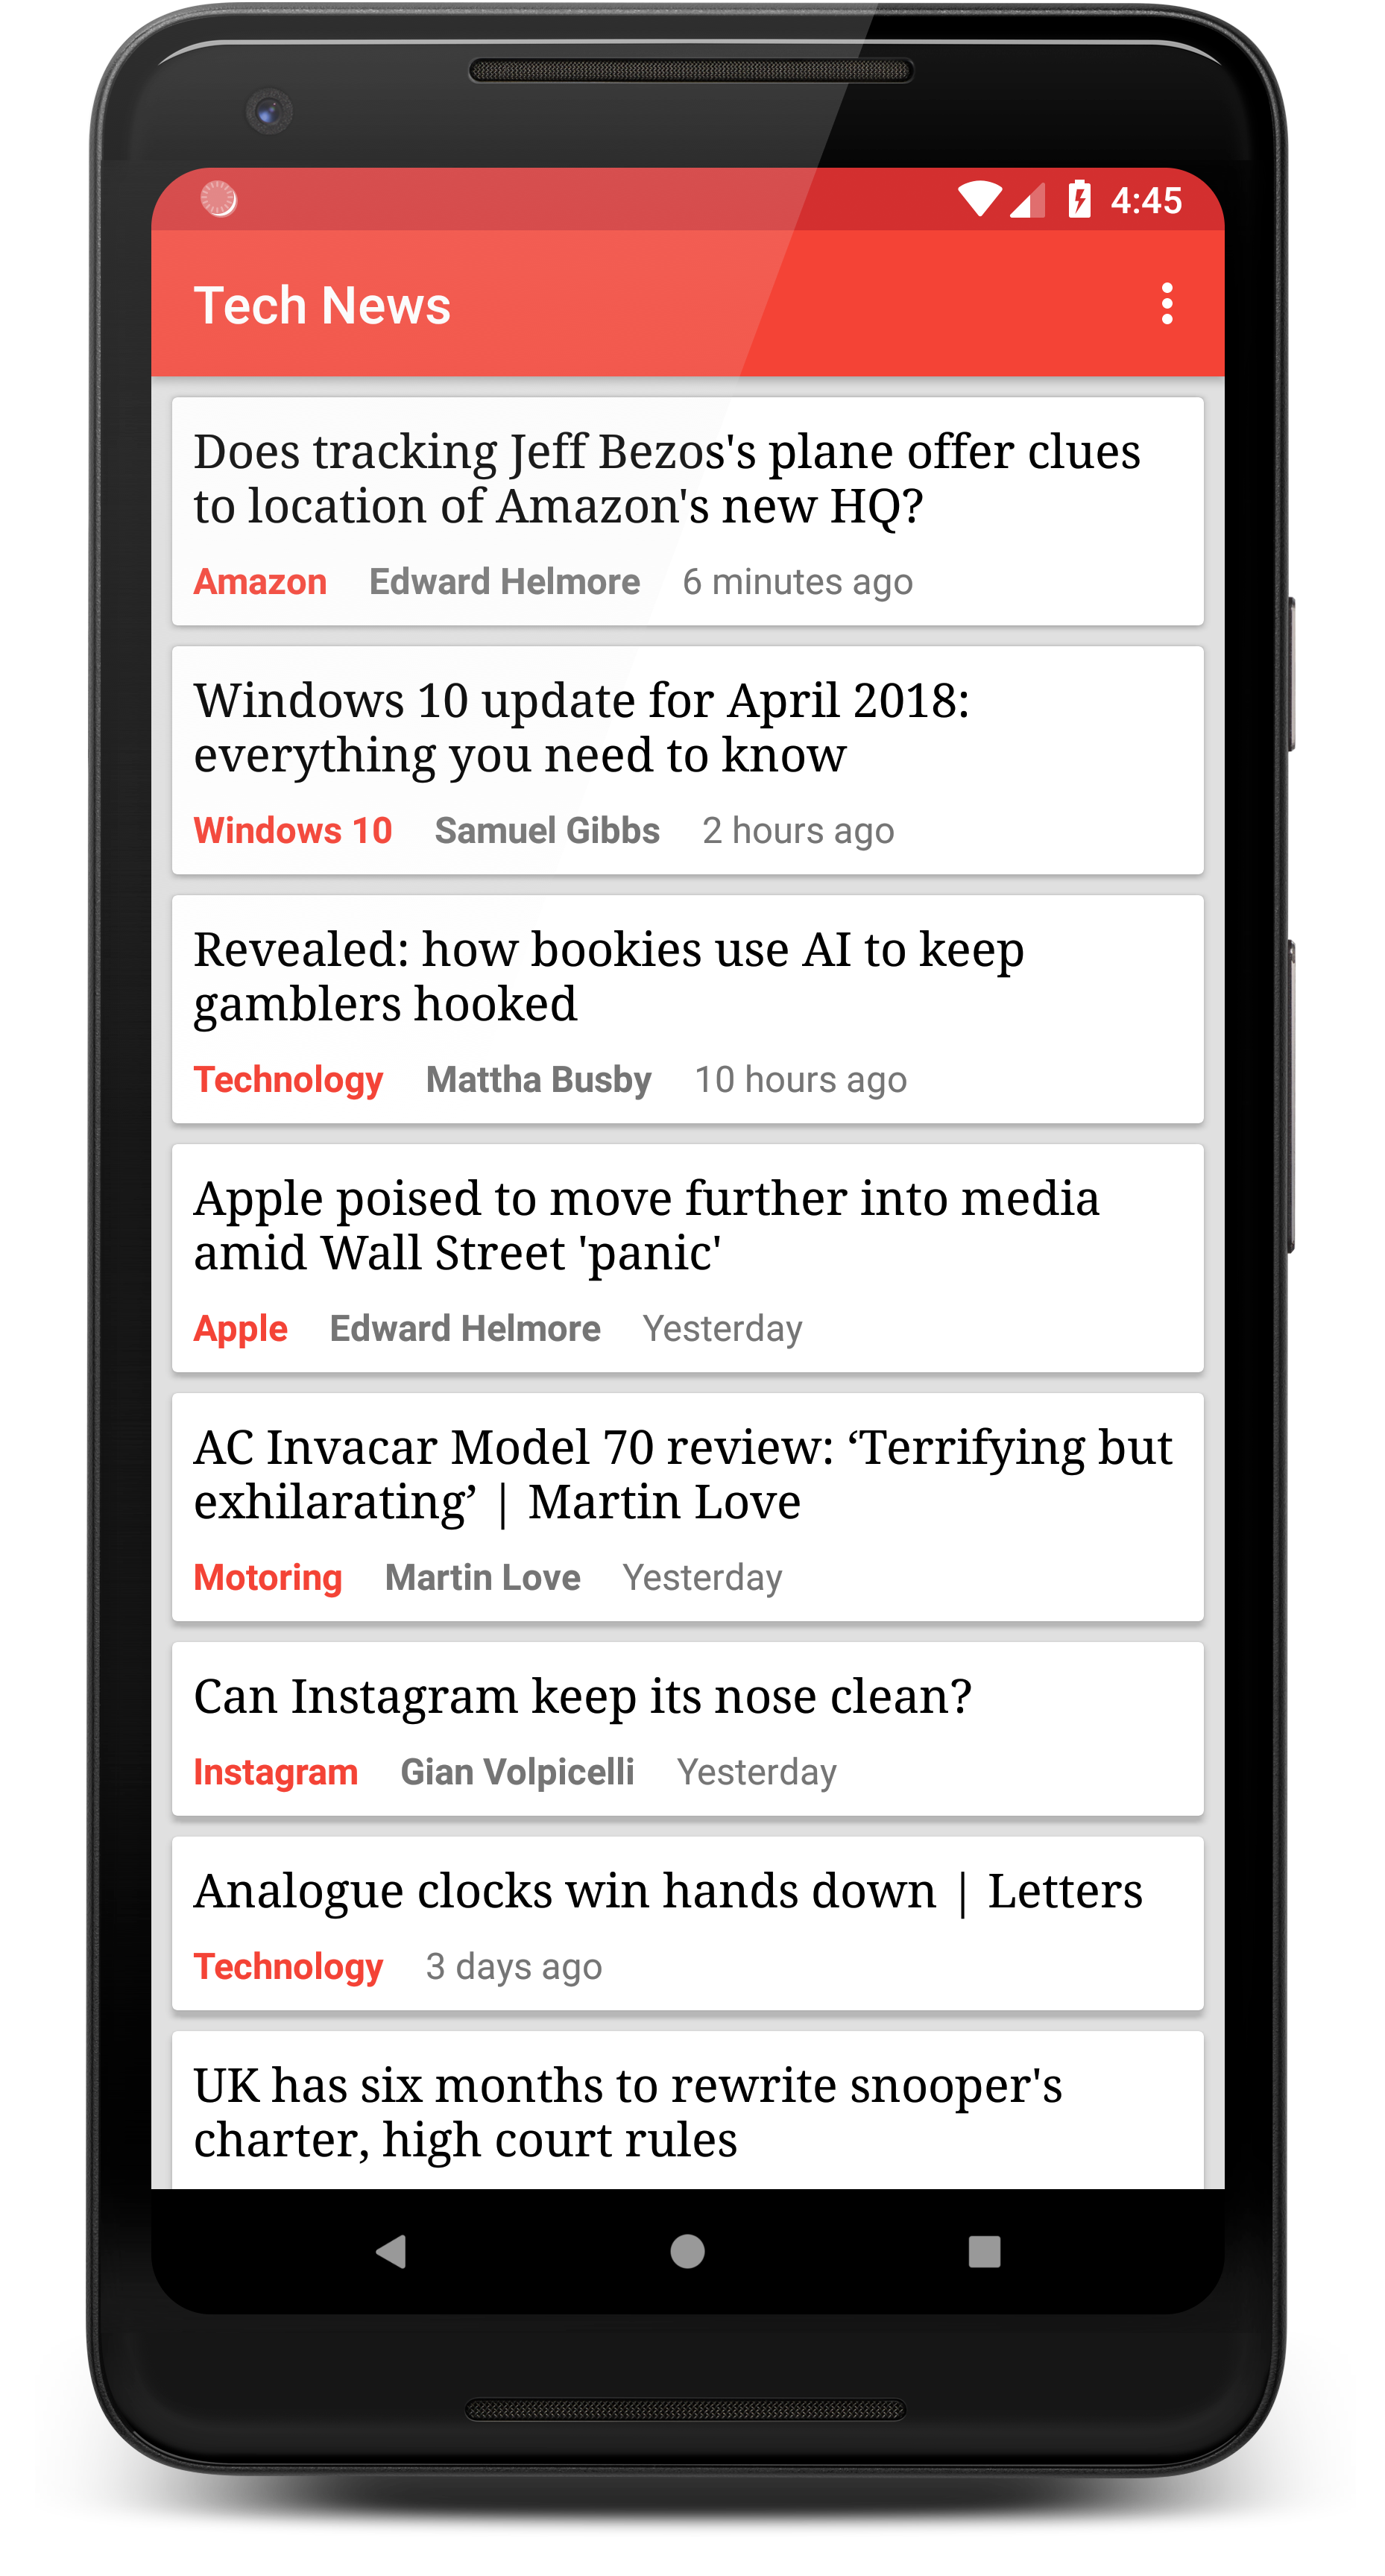 4:45
Tech News
Does tracking Jeff Bezos's plane offer clues
to location of Amazon's new HQ?
Amazon Edward Helmore 6 minutes ago
Windows 10 update for April 2018:
everything you need to know
Windows 10 Samuel Gibbs 2 hours ago
Revealed: how bookies use AI to keep
gamblers hooked
Technology Mattha Busby 10 hours ago
Apple poised to move further into media
amid Wall Street 'panic'
Apple Edward Helmore Yesterday
AC Invacar Model 70 review: ‘Terrifying but
exhilarating’ | Martin Love
Motoring Martin Love Yesterday
Can Instagram keep its nose clean?
Instagram Gian Volpicelli Yesterday
Analogue clocks win hands down | Letters
Technology 3 days ago
UK has six months to rewrite snooper's
charter, high court rules